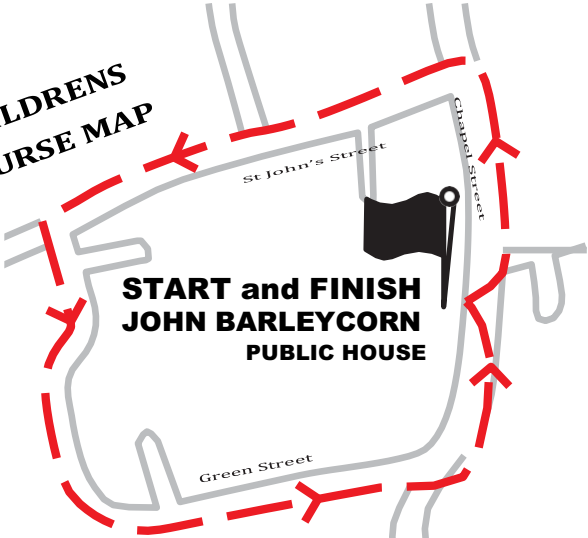 LDRENS
URSE MAP
St John's Street
Chapel Street
START and FINISH
JOHN BARLEYCORN
PUBLIC HOUSE
Green Street